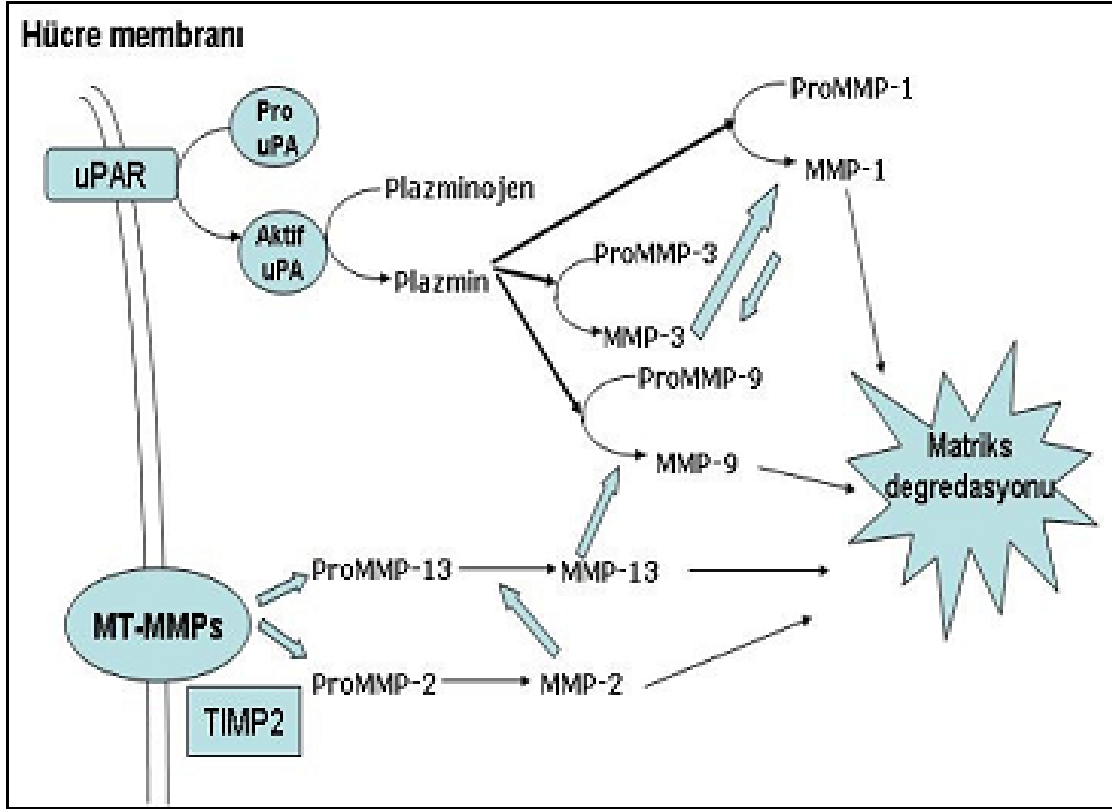 Hücre membranı
Pro
uPA
uPAR
Aktif
uPA
Plazminojen
Plazmin
ProMMP-1
MMP-1
ProMMP-3
MMP-3
ProMMP-9
MMP-9
Matriks
degredasyonu
ProMMP-13
MMP-13
MT-MMPs
ProMMP-2
MMP-2
TIMP2